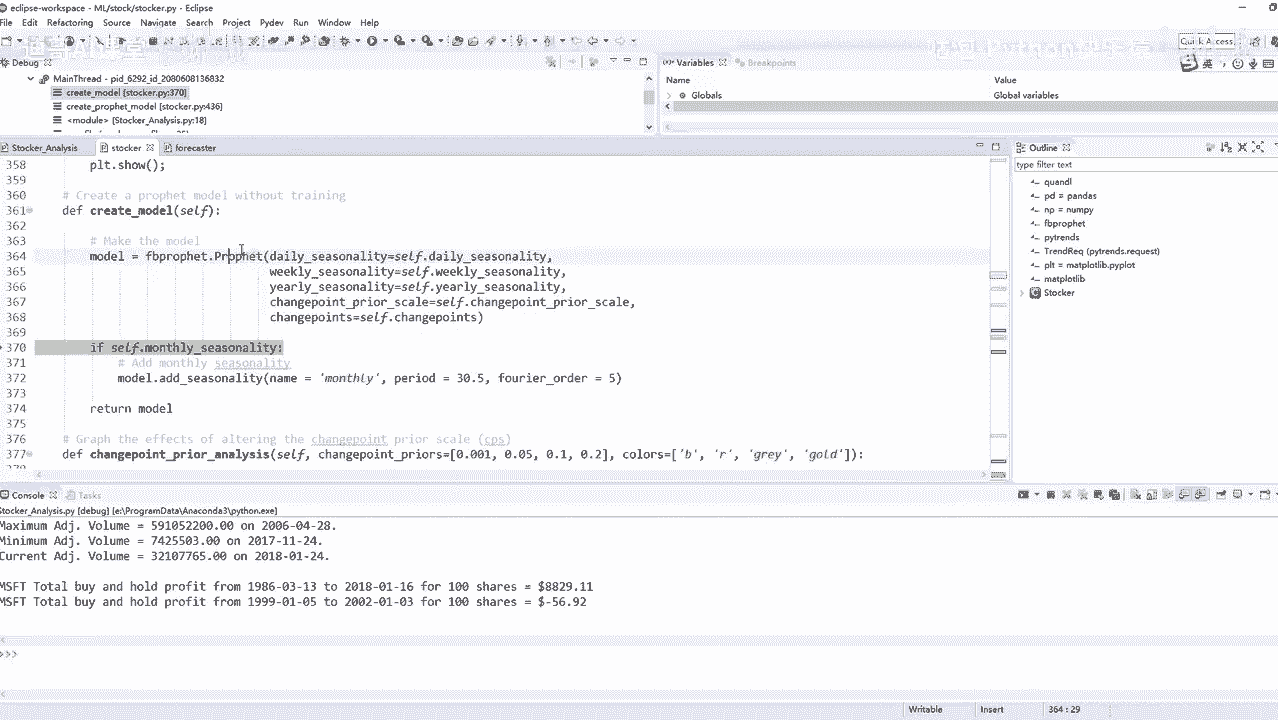 eclipse-workspace - ML/stock/stocker.py - Eclipse
File Edit Refactoring Source Navigate Search Project Pydev Run Window Help
Debug
MainThread - pid_6292_id_2080608136832
create_model [stocker.py:370]
create_prophet_model [stocker.py:436]
<module> [Stocker_Analysis.py:18]
Variables Breakpoints
Name Value
Globals Global variables
Stocker_Analysis stocker forecaster
358 plt.show();
359
360 # Create a prophet model without training
361 def create_model(self):
362
363 # Make the model
364 model = fbprophet.Prophet(daily_seasonality=self.daily_seasonality,
365 weekly_seasonality=self.weekly_seasonality,
366 yearly_seasonality=self.yearly_seasonality,
367 changepoint_prior_scale=self.changepoint_prior_scale,
368 changepoints=self.changepoints)
369
370 if self.monthly_seasonality:
371 # Add monthly seasonality
372 model.add_seasonality(name = 'monthly', period = 30.5, fourier_order = 5)
373
374 return model
375
376 # Graph the effects of altering the changepoint prior scale (cps)
377 def changepoint_prior_analysis(self, changepoint_priors=[0.001, 0.05, 0.1, 0.2], colors=['b', 'r', 'grey', 'gold']):
Outline
type filter text
quandl
pd = pandas
np = numpy
fbprophet
pytrends
TrendReq (pytrends.request)
plt = matplotlib.pyplot
matplotlib
Stocker
Console Tasks
Stocker_Analysis.py [debug] [e:\ProgramData\Anaconda3\python.exe]
Maximum Adj. Volume = 591052200.00 on 2006-04-28.
Minimum Adj. Volume = 7425503.00 on 2017-11-24.
Current Adj. Volume = 32107765.00 on 2018-01-24.
MSFT Total buy and hold profit from 1986-03-13 to 2018-01-16 for 100 shares = $8829.11
MSFT Total buy and hold profit from 1999-01-05 to 2002-01-03 for 100 shares = $-56.92
>>>
Writable Insert 364 : 29